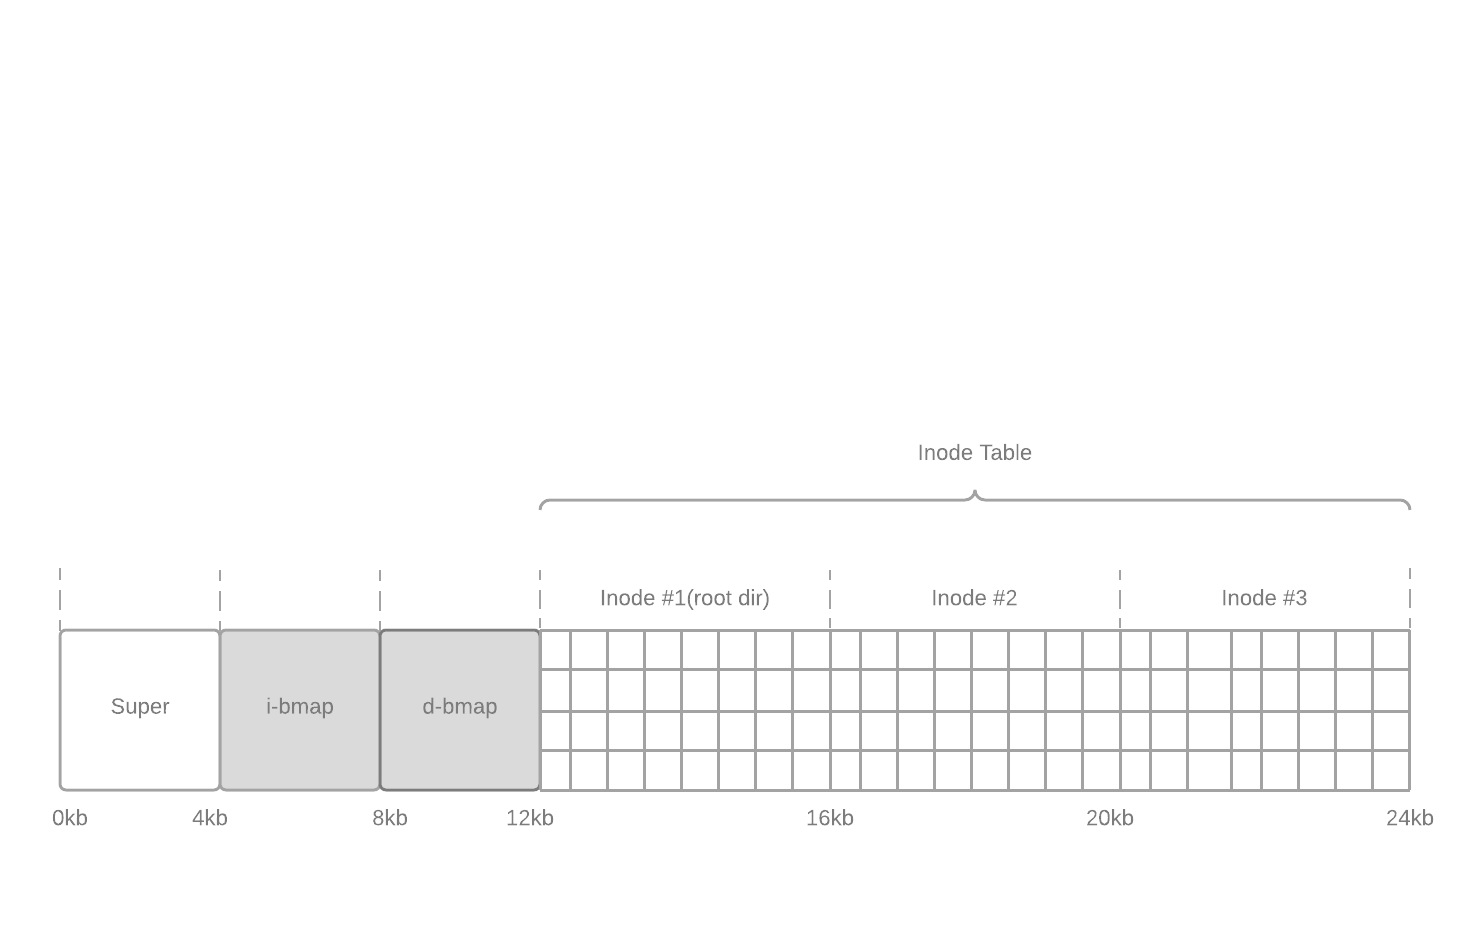 Inode Table
Inode #1(root dir) Inode #2 Inode #3
Super i-bmap d-bmap
0kb 4kb 8kb 12kb 16kb 20kb 24kb